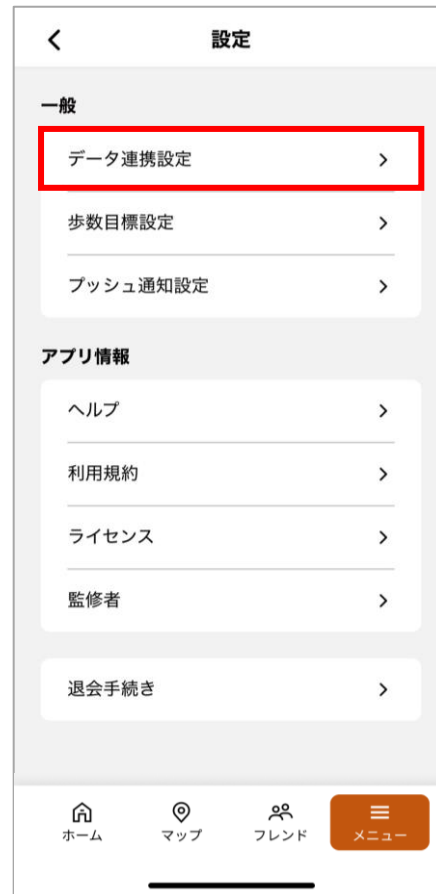 設定
一般
データ連携設定
歩数目標設定
プッシュ通知設定
アプリ情報
ヘルプ
利用規約
ライセンス
監修者
退会手続き
ホーム
マップ
フレンド
メニュー